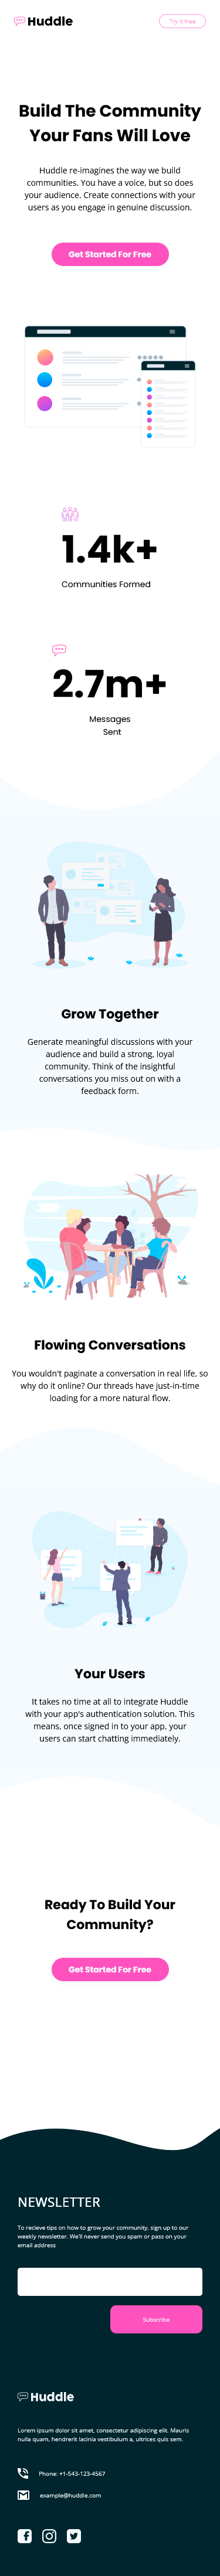 Huddle
Try it free
Build The Community
Your Fans Will Love
Huddle re-imagines the way we build
communities. You have a voice, but so does
your audience. Create connections with your
users as you engage in genuine discussion.
Get Started For Free
1.4k+
Communities Formed
2.7m+
Messages
Sent
Grow Together
Generate meaningful discussions with your
audience and build a strong, loyal
community. Think of the insightful
conversations you miss out on with a
feedback form.
Flowing Conversations
You wouldn't paginate a conversation in real life, so
why do it online? Our threads have just-in-time
loading for a more natural flow.
Your Users
It takes no time at all to integrate Huddle
with your app's authentication solution. This
means, once signed in to your app, your
users can start chatting immediately.
Ready To Build Your
Community?
Get Started For Free
NEWSLETTER
To recieve tips on how to grow your community, sign up to our
weekly newsletter. We'll never send you spam or pass on your
email address
Subscribe
Huddle
Lorem ipsum dolor sit amet, consectetur adipiscing elit. Mauris
nulla quam, hendrerit lacinia vestibulum a, ultrices quis sem.
Phone: +1-543-123-4567
example@huddle.com